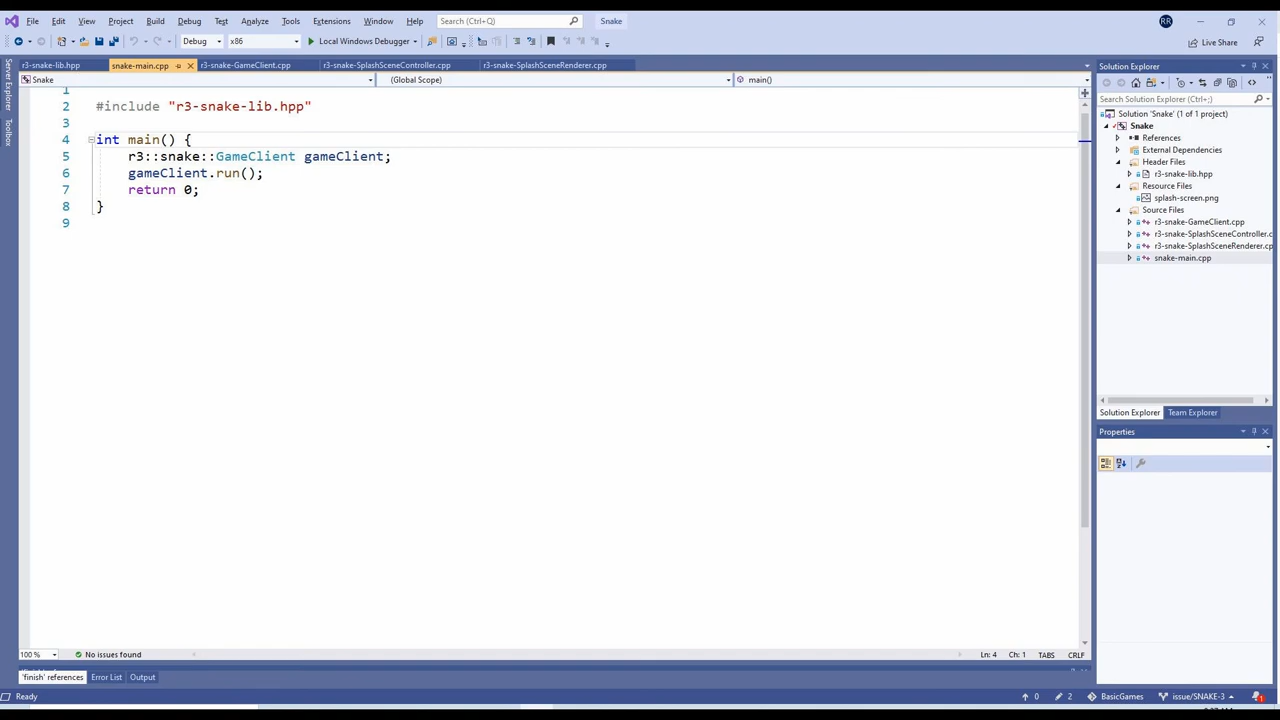 File Edit View Project Build Debug Test Analyze Tools Extensions Window Help Search (Ctrl+Q) Snake RR
Debug x86 Local Windows Debugger Live Share
r3-snake-lib.hpp snake-main.cpp r3-snake-GameClient.cpp r3-snake-SplashSceneController.cpp r3-snake-SplashSceneRenderer.cpp
Snake (Global Scope) main()
Server Explorer
Toolbox
1
2 #include "r3-snake-lib.hpp"
3
4 int main() {
5 r3::snake::GameClient gameClient;
6 gameClient.run();
7 return 0;
8 }
9
Solution Explorer
Search Solution Explorer (Ctrl+;)
Solution 'Snake' (1 of 1 project)
Snake
References
External Dependencies
Header Files
r3-snake-lib.hpp
Resource Files
splash-screen.png
Source Files
r3-snake-GameClient.cpp
r3-snake-SplashSceneController.c
r3-snake-SplashSceneRenderer.cp
snake-main.cpp
Solution Explorer Team Explorer
Properties
100 % No issues found Ln: 4 Ch: 1 TABS CRLF
'finish' references Error List Output
Ready 0 2 BasicGames issue/SNAKE-3 1